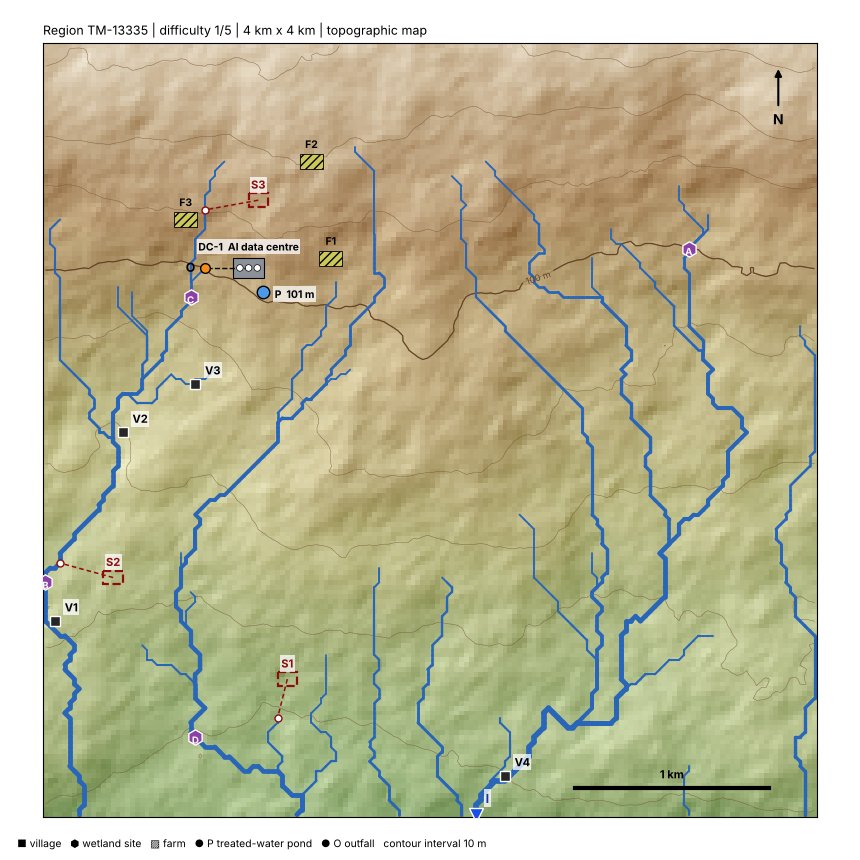 Region TM-13335 | difficulty 1/5 | 4 km x 4 km | topographic map
N
F2
S3
F3
F1
DC-1 AI data centre
O
A
100 m
C
P 101 m
V3
V2
S2
B
V1
S1
D
V4
1 km
I
village
wetland site
farm
P treated-water pond
O outfall
contour interval 10 m